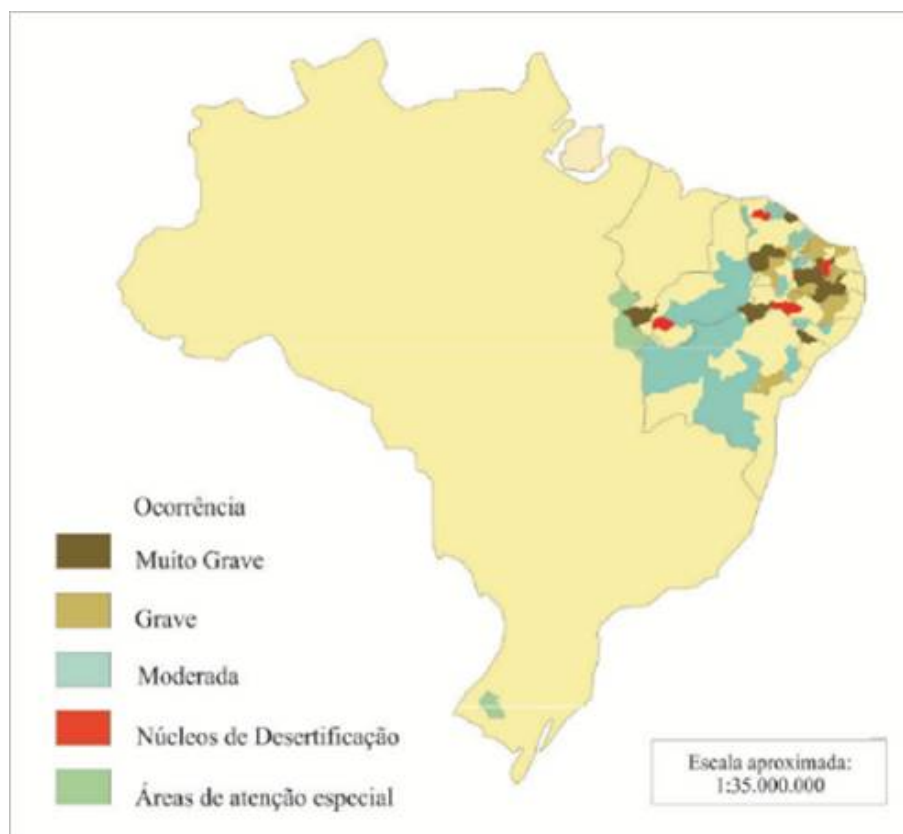 Ocorrência
Muito Grave
Grave
Moderada
Núcleos de Desertificação
Áreas de atenção especial
Escala aproximada:
1:35.000.000